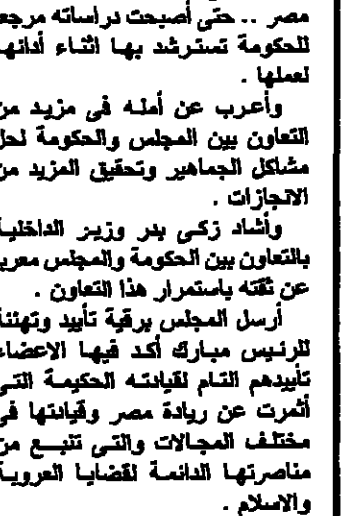 مصر .. حتى أصبحت دراساته مرجعا
للحكومة تسترشد بها اثناء أدائها
لعملها .
وأعرب عن أمله فى مزيد من
التعاون بين المجلس والحكومة لحل
مشاكل الجماهير وتحقيق المزيد من
الانجازات .
وأشاد زكى بدر وزير الداخلية
بالتعاون بين الحكومة والمجلس معربا
عن ثقته باستمرار هذا التعاون .
أرسل المجلس برقية تأييد وتهنئة
للرئيس مبارك أكد فيها الاعضاء
تأييدهم التام لقيادته الحكيمة التى
أثمرت عن ريادة مصر وقيادتها فى
مختلف المجالات والتى تنبع من
مناصرتها الدائمة لقضايا العروبة
والاسلام .